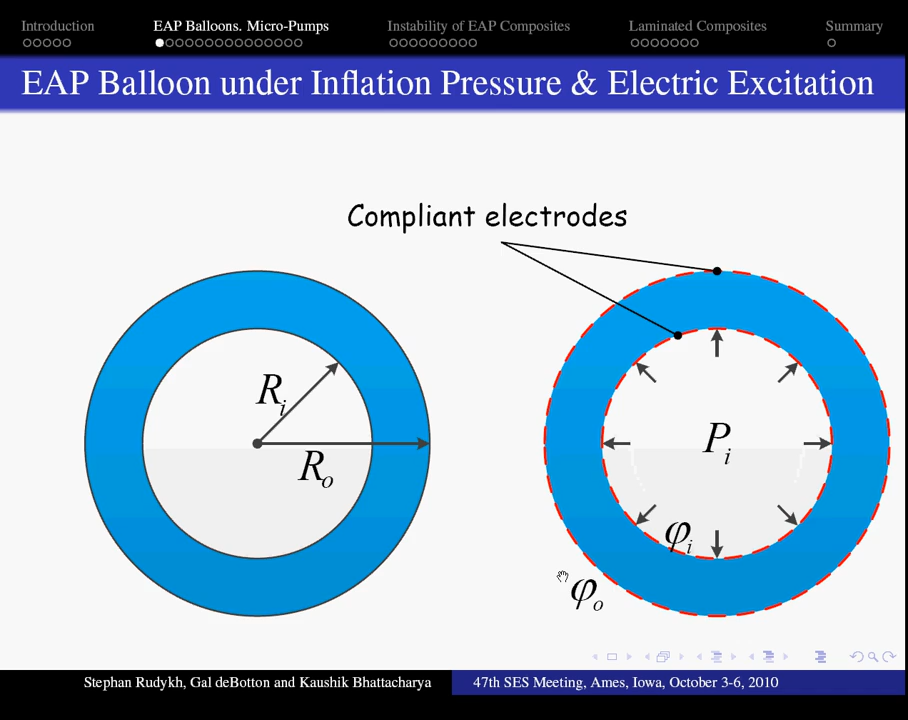 Introduction
EAP Balloons. Micro-Pumps
Instability of EAP Composites
Laminated Composites
Summary
EAP Balloon under Inflation Pressure & Electric Excitation
Compliant electrodes
R_i
R_o
P_i
φ_i
φ_o
Stephan Rudykh, Gal deBotton and Kaushik Bhattacharya
47th SES Meeting, Ames, Iowa, October 3-6, 2010